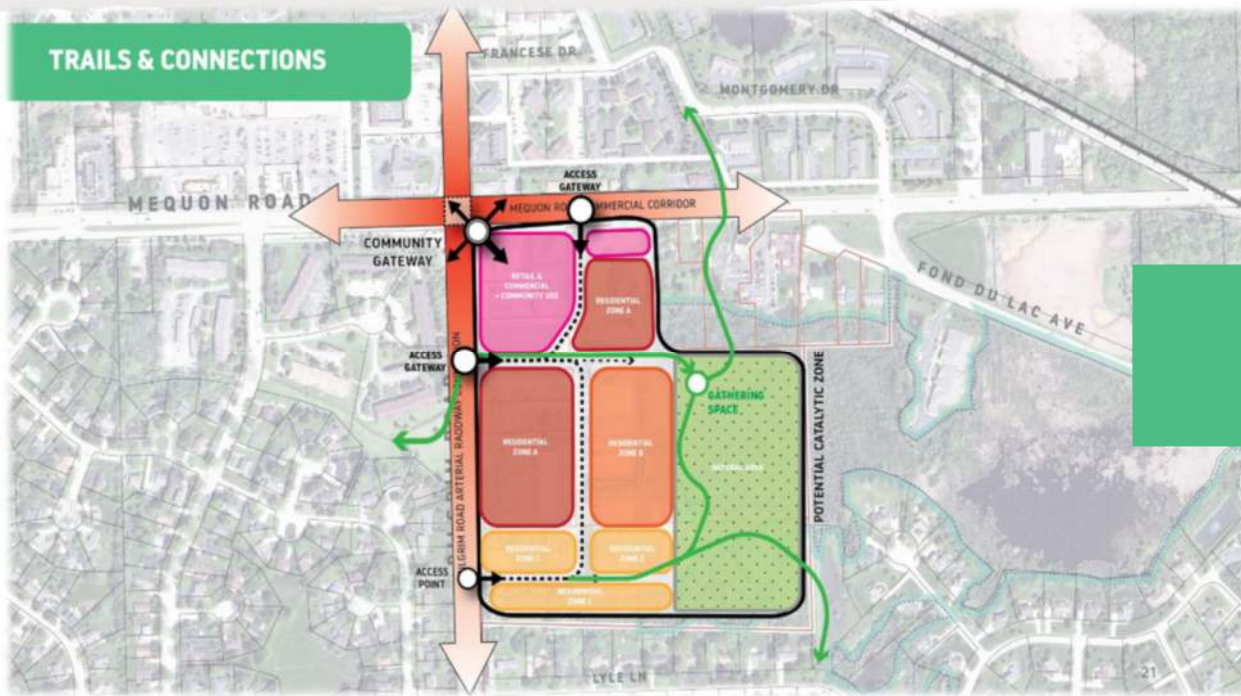 TRAILS & CONNECTIONS
FRANCESE DR
MONTGOMERY DR
ACCESS
GATEWAY
MEQUON ROAD
MEQUON COMMERCIAL CORRIDOR
COMMUNITY
GATEWAY
RETAIL &
COMMERCIAL
+ COMMUNITY USE
RESIDENTIAL
ZONE A
FOND DU LAC AVE
ACCESS
GATEWAY
GATHERING
SPACE
POTENTIAL CATALYTIC ZONE
RESIDENTIAL
ZONE A
RESIDENTIAL
ZONE B
NATURAL AREA
PILGRIM ROAD ARTERIAL ROADWAY
RESIDENTIAL
ZONE C
RESIDENTIAL
ZONE C
ACCESS
POINT
RESIDENTIAL
ZONE C
LYLE LN
21